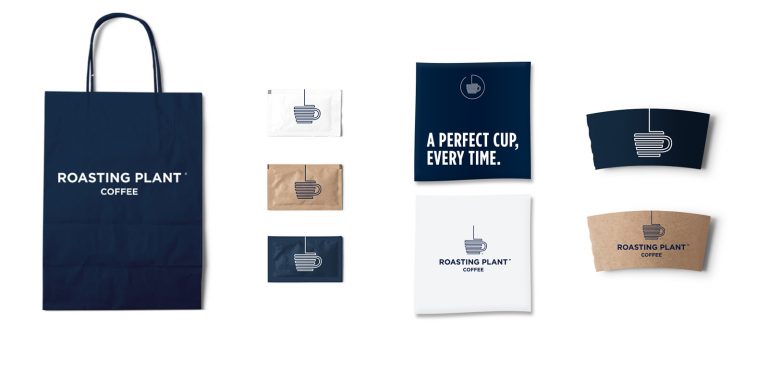 ROASTING PLANT
COFFEE
A PERFECT CUP,
EVERY TIME.
ROASTING PLANT
COFFEE
ROASTING PLANT
COFFEE